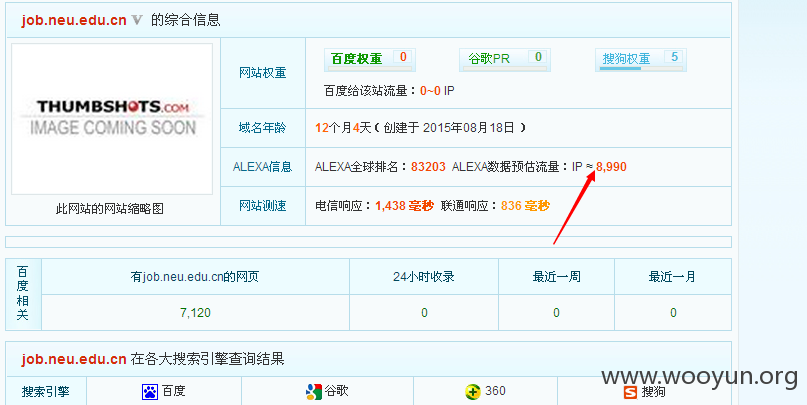 job.neu.edu.cn V 的综合信息
THUMBSHOTS.COM
IMAGE COMING SOON
此网站的网站缩略图
网站权重
百度权重 0 谷歌PR 0 搜狗权重 5
百度给该站流量：0~0 IP
域名年龄 12个月4天 ( 创建于 2015年08月18日 )
ALEXA信息 ALEXA全球排名：83203 ALEXA数据预估流量：IP ≈ 8,990
网站测速 电信响应：1,438 毫秒 联通响应：836 毫秒
百度相关
有job.neu.edu.cn的网页 24小时收录 最近一周 最近一月
7,120 0 0 0
job.neu.edu.cn 在各大搜索引擎查询结果
搜索引擎 百度 谷歌 360 搜狗
www.wooyun.org